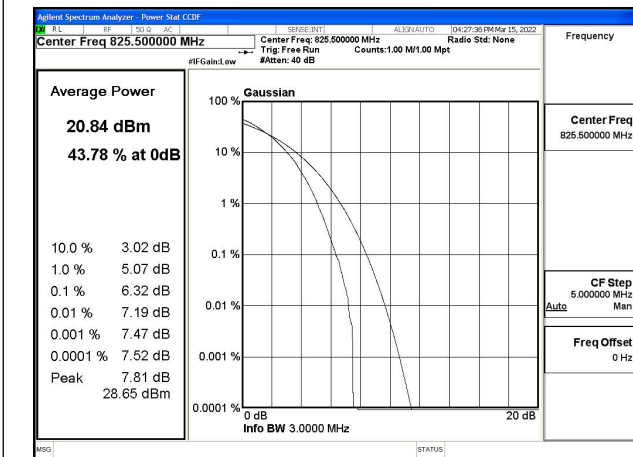 Agilent Spectrum Analyzer - Power Stat CCDF
RL RF 50 Ω AC SENSE:INT ALIGN AUTO 04:27:36 PM Mar 15, 2022
Center Freq 825.500000 MHz
Center Freq: 825.500000 MHz Radio Std: None
Trig: Free Run Counts:1.00 M/1.00 Mpt
#IFGain:Low #Atten: 40 dB
Frequency
Average Power
20.84 dBm
43.78 % at 0dB
10.0 % 3.02 dB
1.0 % 5.07 dB
0.1 % 6.32 dB
0.01 % 7.19 dB
0.001 % 7.47 dB
0.0001 % 7.52 dB
Peak 7.81 dB
28.65 dBm
Gaussian
100 %
10 %
1 %
0.1 %
0.01 %
0.001 %
0.0001 %
0 dB 20 dB
Info BW 3.0000 MHz
Center Freq
825.500000 MHz
CF Step
5.000000 MHz
Auto Man
Freq Offset
0 Hz
MSG STATUS